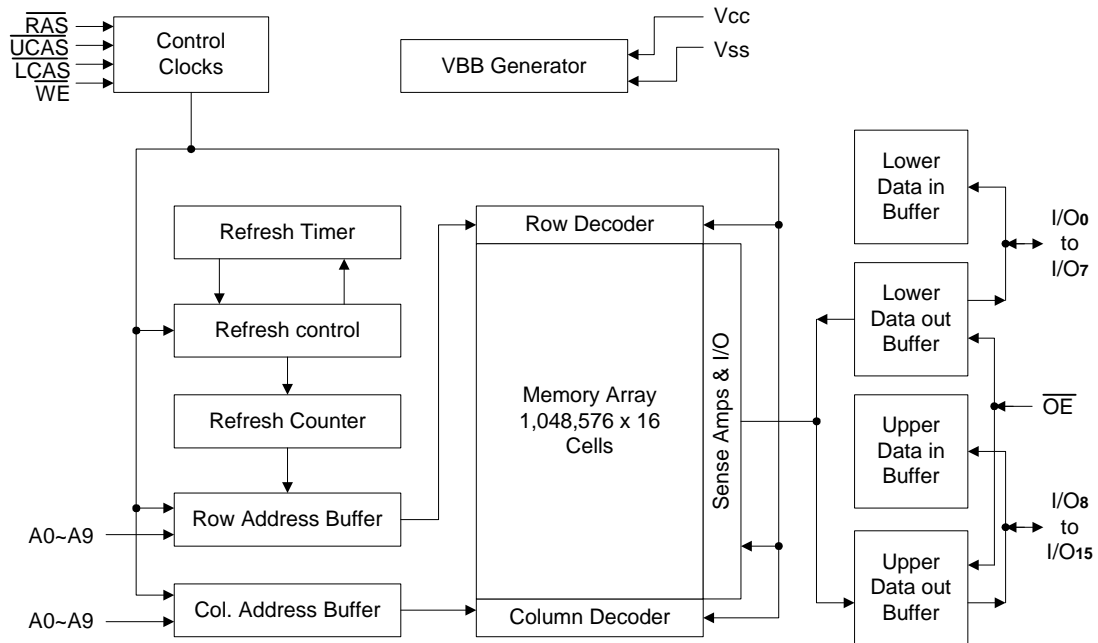 RAS
UCAS
LCAS
WE
Control
Clocks
VBB Generator
Vcc
Vss
Refresh Timer
Refresh control
Refresh Counter
Row Address Buffer
Col. Address Buffer
A0~A9
A0~A9
Row Decoder
Memory Array
1,048,576 x 16
Cells
Sense Amps & I/O
Column Decoder
Lower
Data in
Buffer
Lower
Data out
Buffer
Upper
Data in
Buffer
Upper
Data out
Buffer
I/O0
to
I/O7
OE
I/O8
to
I/O15